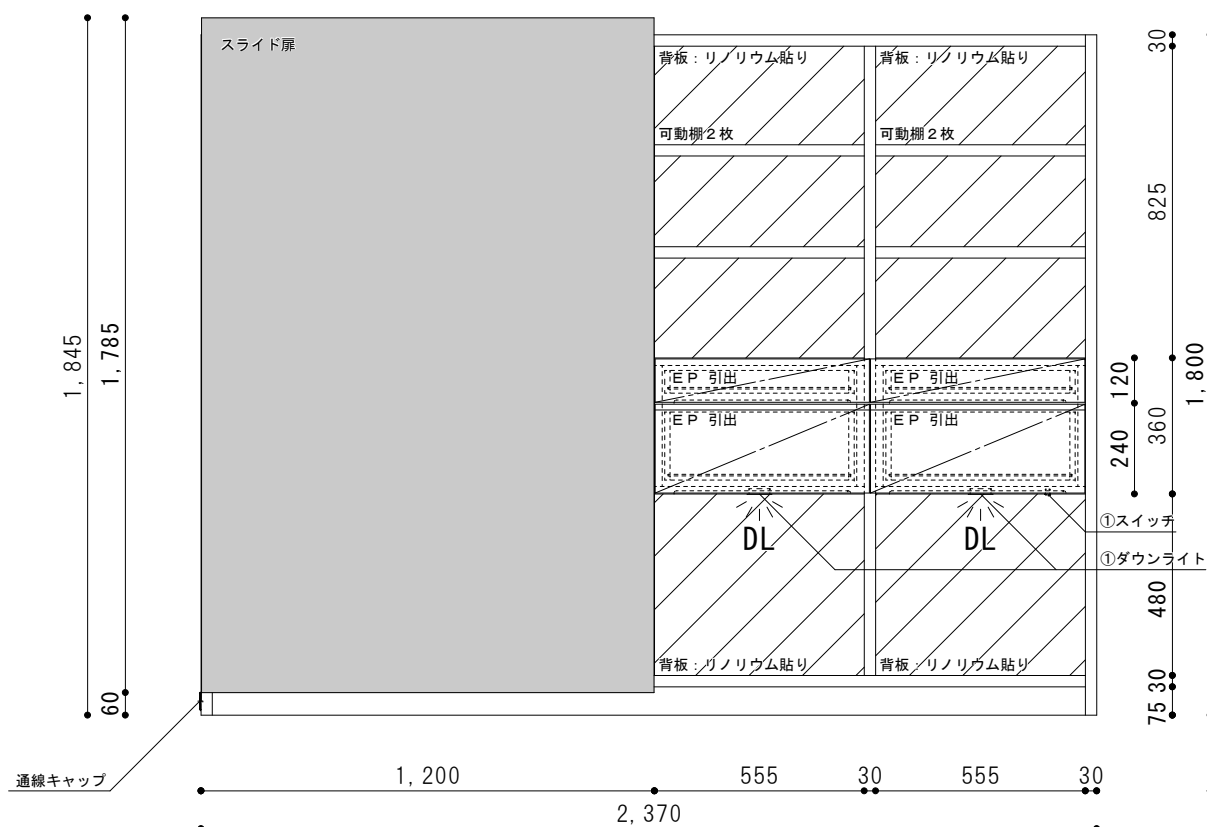 スライド扉
背板：リノリウム貼り
背板：リノリウム貼り
30
可動棚２枚
可動棚２枚
825
1,845
1,785
ＥＰ 引出
ＥＰ 引出
120
1,800
ＥＰ 引出
ＥＰ 引出
240
360
DL
DL
①スイッチ
①ダウンライト
480
背板：リノリウム貼り
背板：リノリウム貼り
30
60
75
通線キャップ
1,200
555
30
555
30
2,370